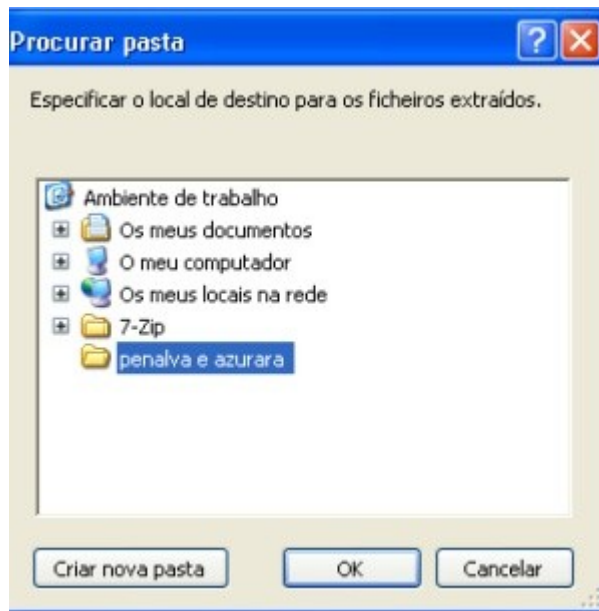 Procurar pasta
Especificar o local de destino para os ficheiros extraídos.
Ambiente de trabalho
Os meus documentos
O meu computador
Os meus locais na rede
7-Zip
penalva e azurara
Criar nova pasta OK Cancelar